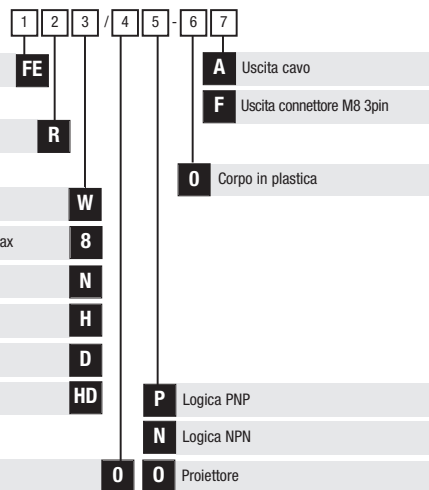 1 2 3 / 4 5 - 6 7
FE
A Uscita cavo
F Uscita connettore M8 3pin
R
0 Corpo in plastica
W
ax 8
N
H
D
HD
P Logica PNP
N Logica NPN
0 0 Proiettore